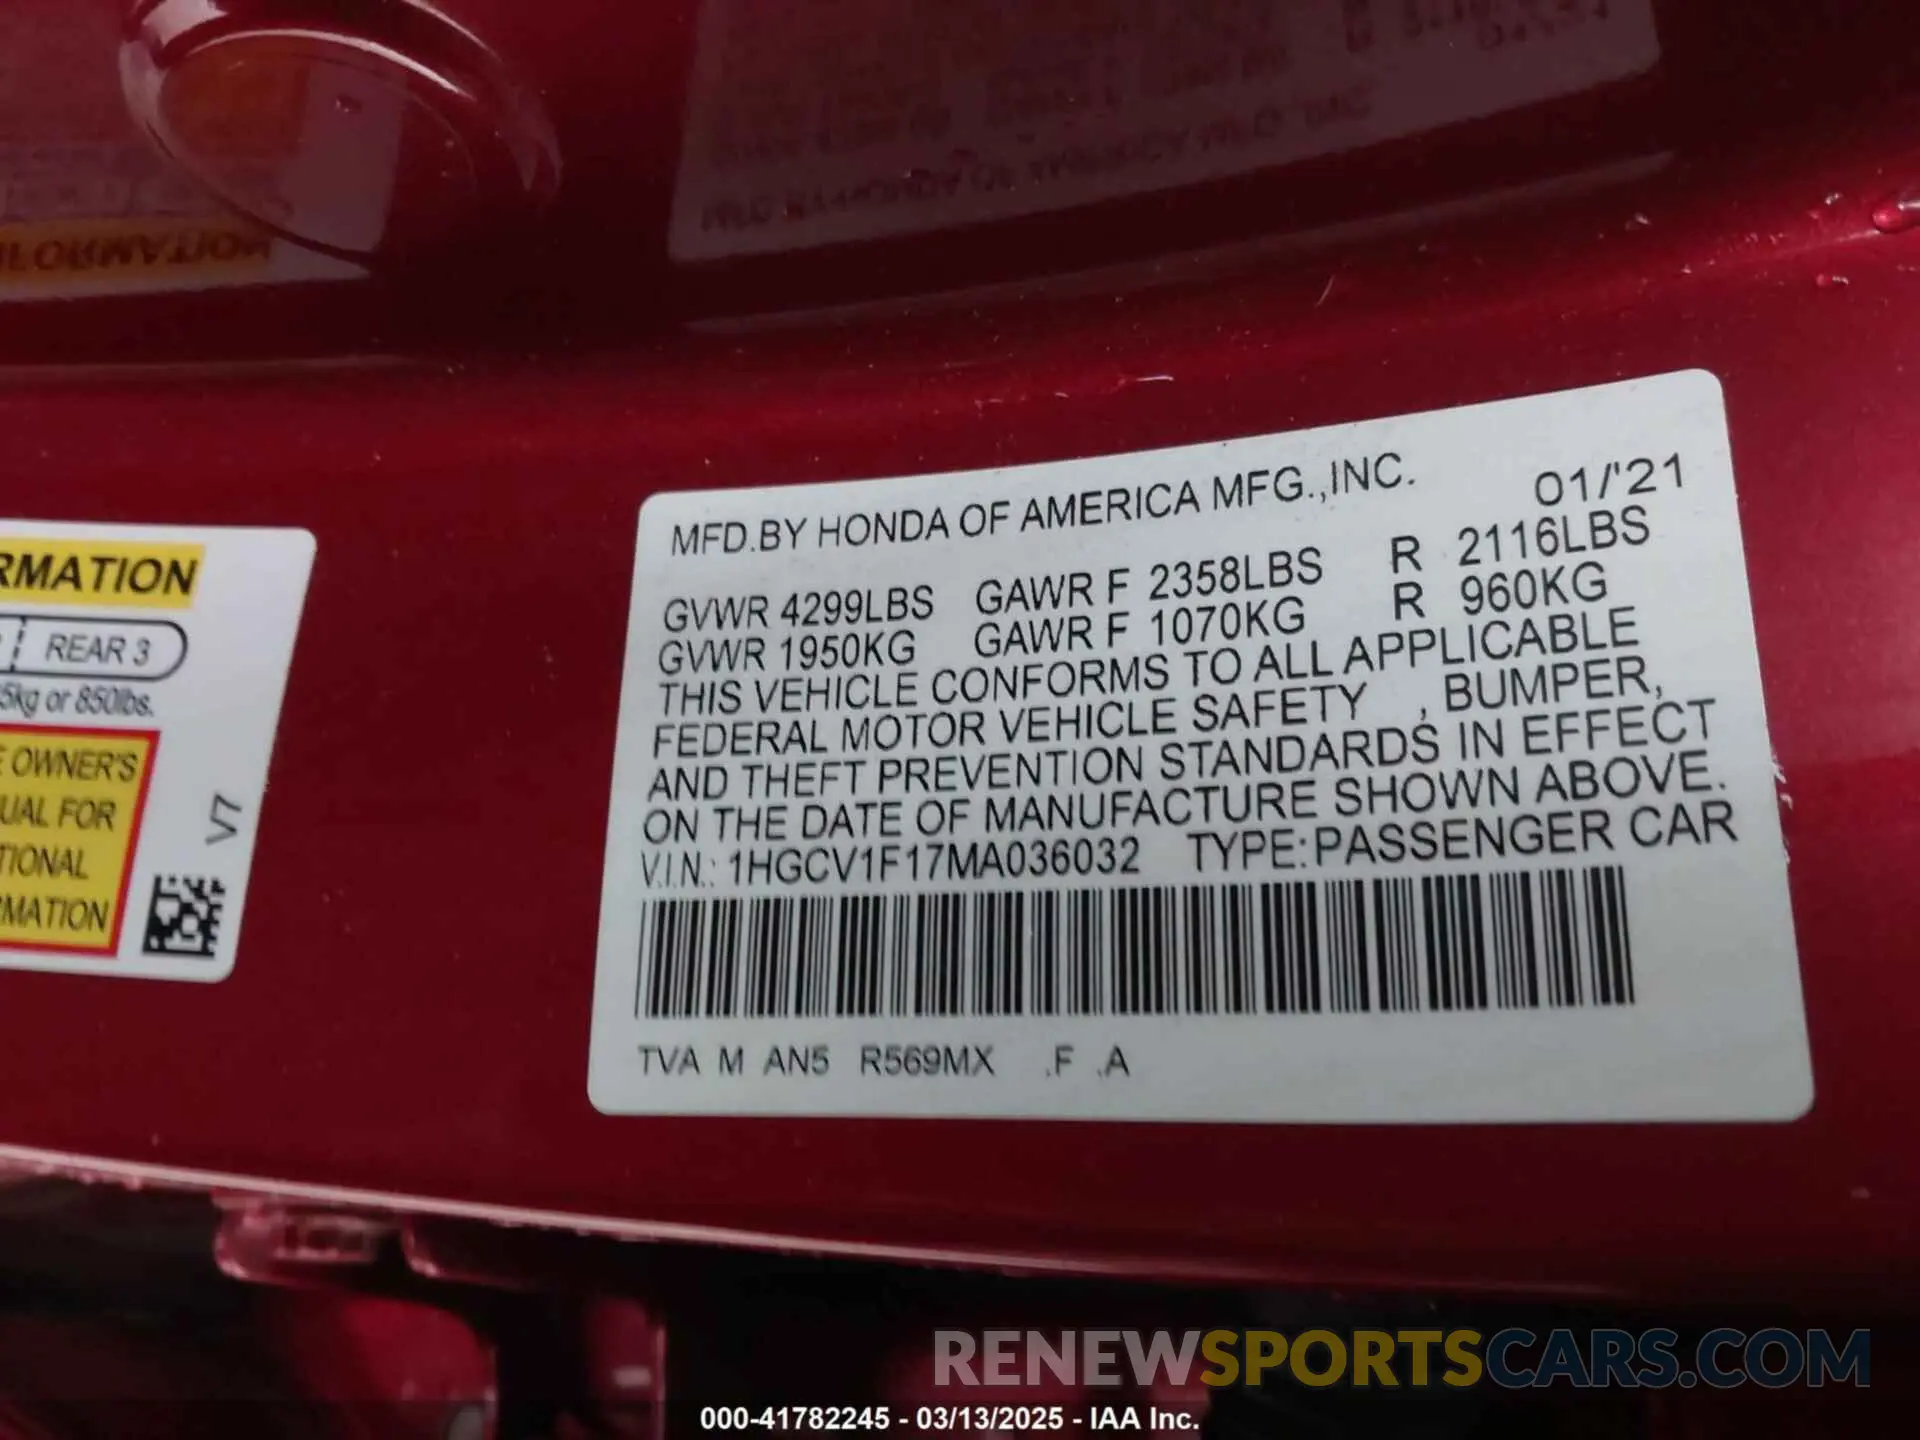 RMATION
REAR 3
5kg or 850lbs.
E OWNER'S
UAL FOR
TIONAL
RMATION
V7
MFD.BY HONDA OF AMERICA MFG.,INC. 01/'21
GVWR 4299LBS GAWR F 2358LBS R 2116LBS
GVWR 1950KG GAWR F 1070KG R 960KG
THIS VEHICLE CONFORMS TO ALL APPLICABLE
FEDERAL MOTOR VEHICLE SAFETY , BUMPER,
AND THEFT PREVENTION STANDARDS IN EFFECT
ON THE DATE OF MANUFACTURE SHOWN ABOVE.
V.I.N.: 1HGCV1F17MA036032 TYPE:PASSENGER CAR
TVA M AN5 R569MX .F .A
RENEWSPORTSCARS.COM
000-41782245 - 03/13/2025 - IAA Inc.